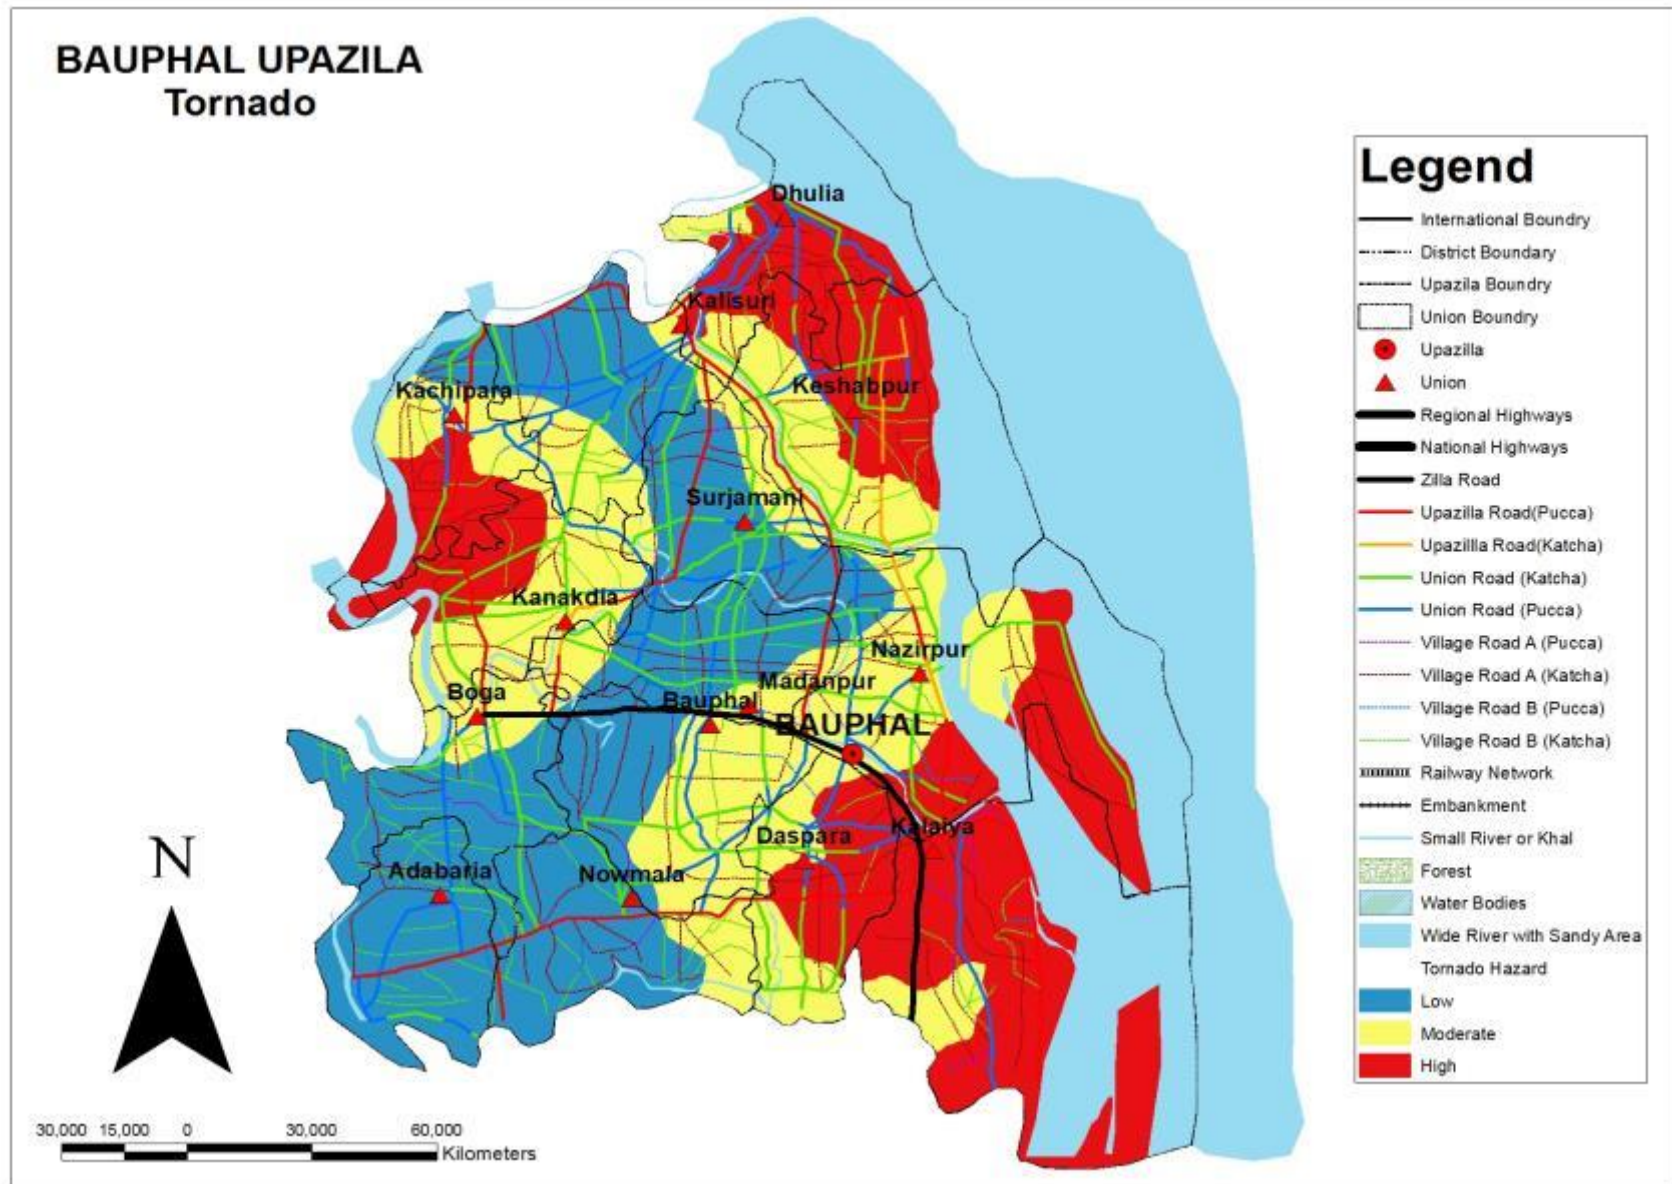 BAUPHAL UPAZILA
Tornado
Dhulia
Kalisuri
Kachipara
Keshabpur
Surjamani
Kanakdia
Nazirpur
Madanpur
Boga
Bauphal
BAUPHAL
Daspara
Kalaiya
Adabaria
Nowmala
N
30,000 15,000 0 30,000 60,000
Kilometers
Legend
International Boundry
District Boundary
Upazila Boundry
Union Boundry
Upazilla
Union
Regional Highways
National Highways
Zilla Road
Upazilla Road(Pucca)
Upazillla Road(Katcha)
Union Road (Katcha)
Union Road (Pucca)
Village Road A (Pucca)
Village Road A (Katcha)
Village Road B (Pucca)
Village Road B (Katcha)
Railway Network
Embankment
Small River or Khal
Forest
Water Bodies
Wide River with Sandy Area
Tornado Hazard
Low
Moderate
High